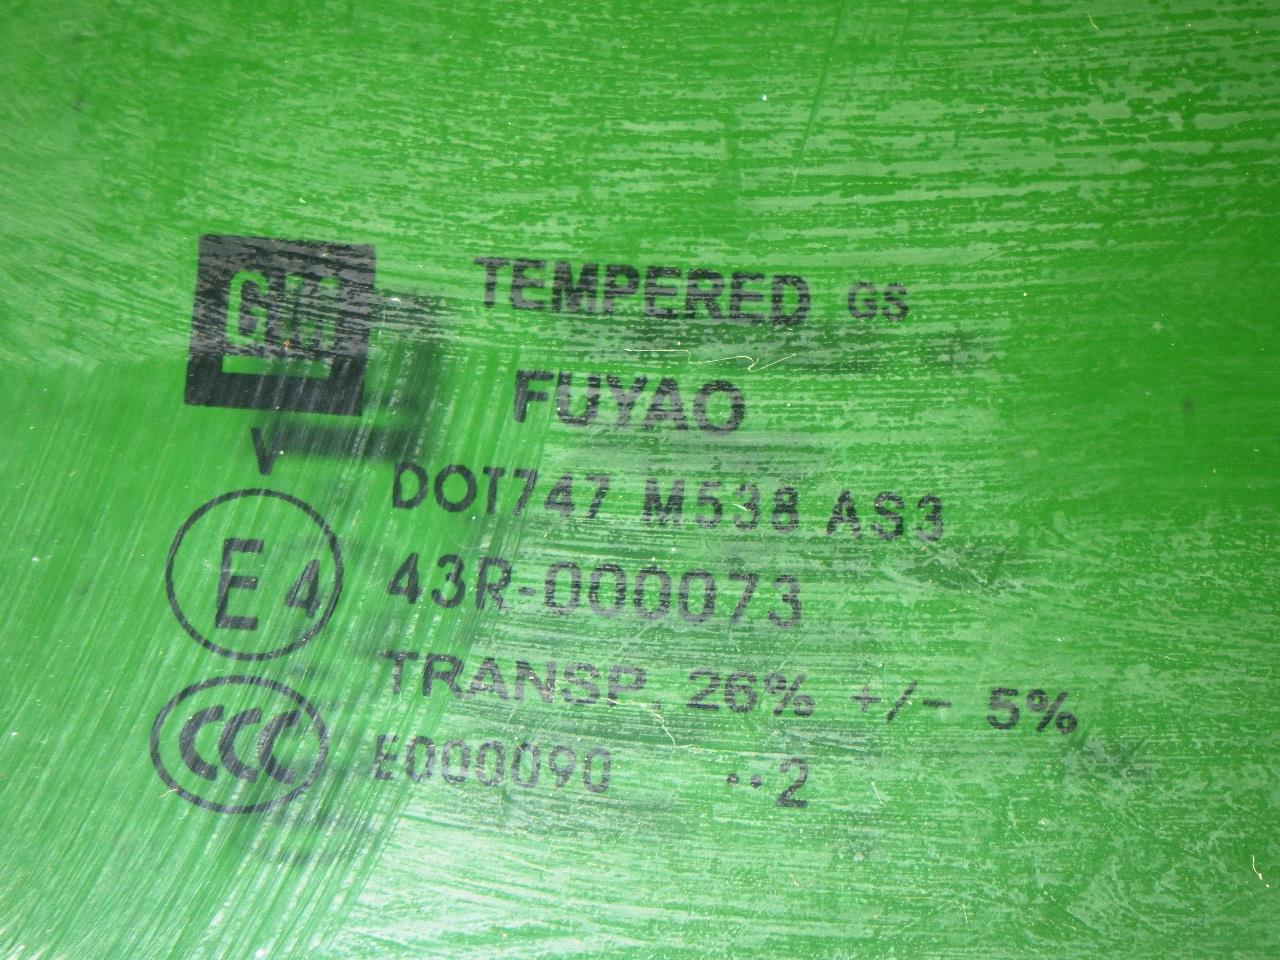 GM
TEMPERED GS
FUYAO
V
DOT747 M538 AS3
E4
43R-000073
TRANSP. 26% +/- 5%
CCC
E000090 ..2